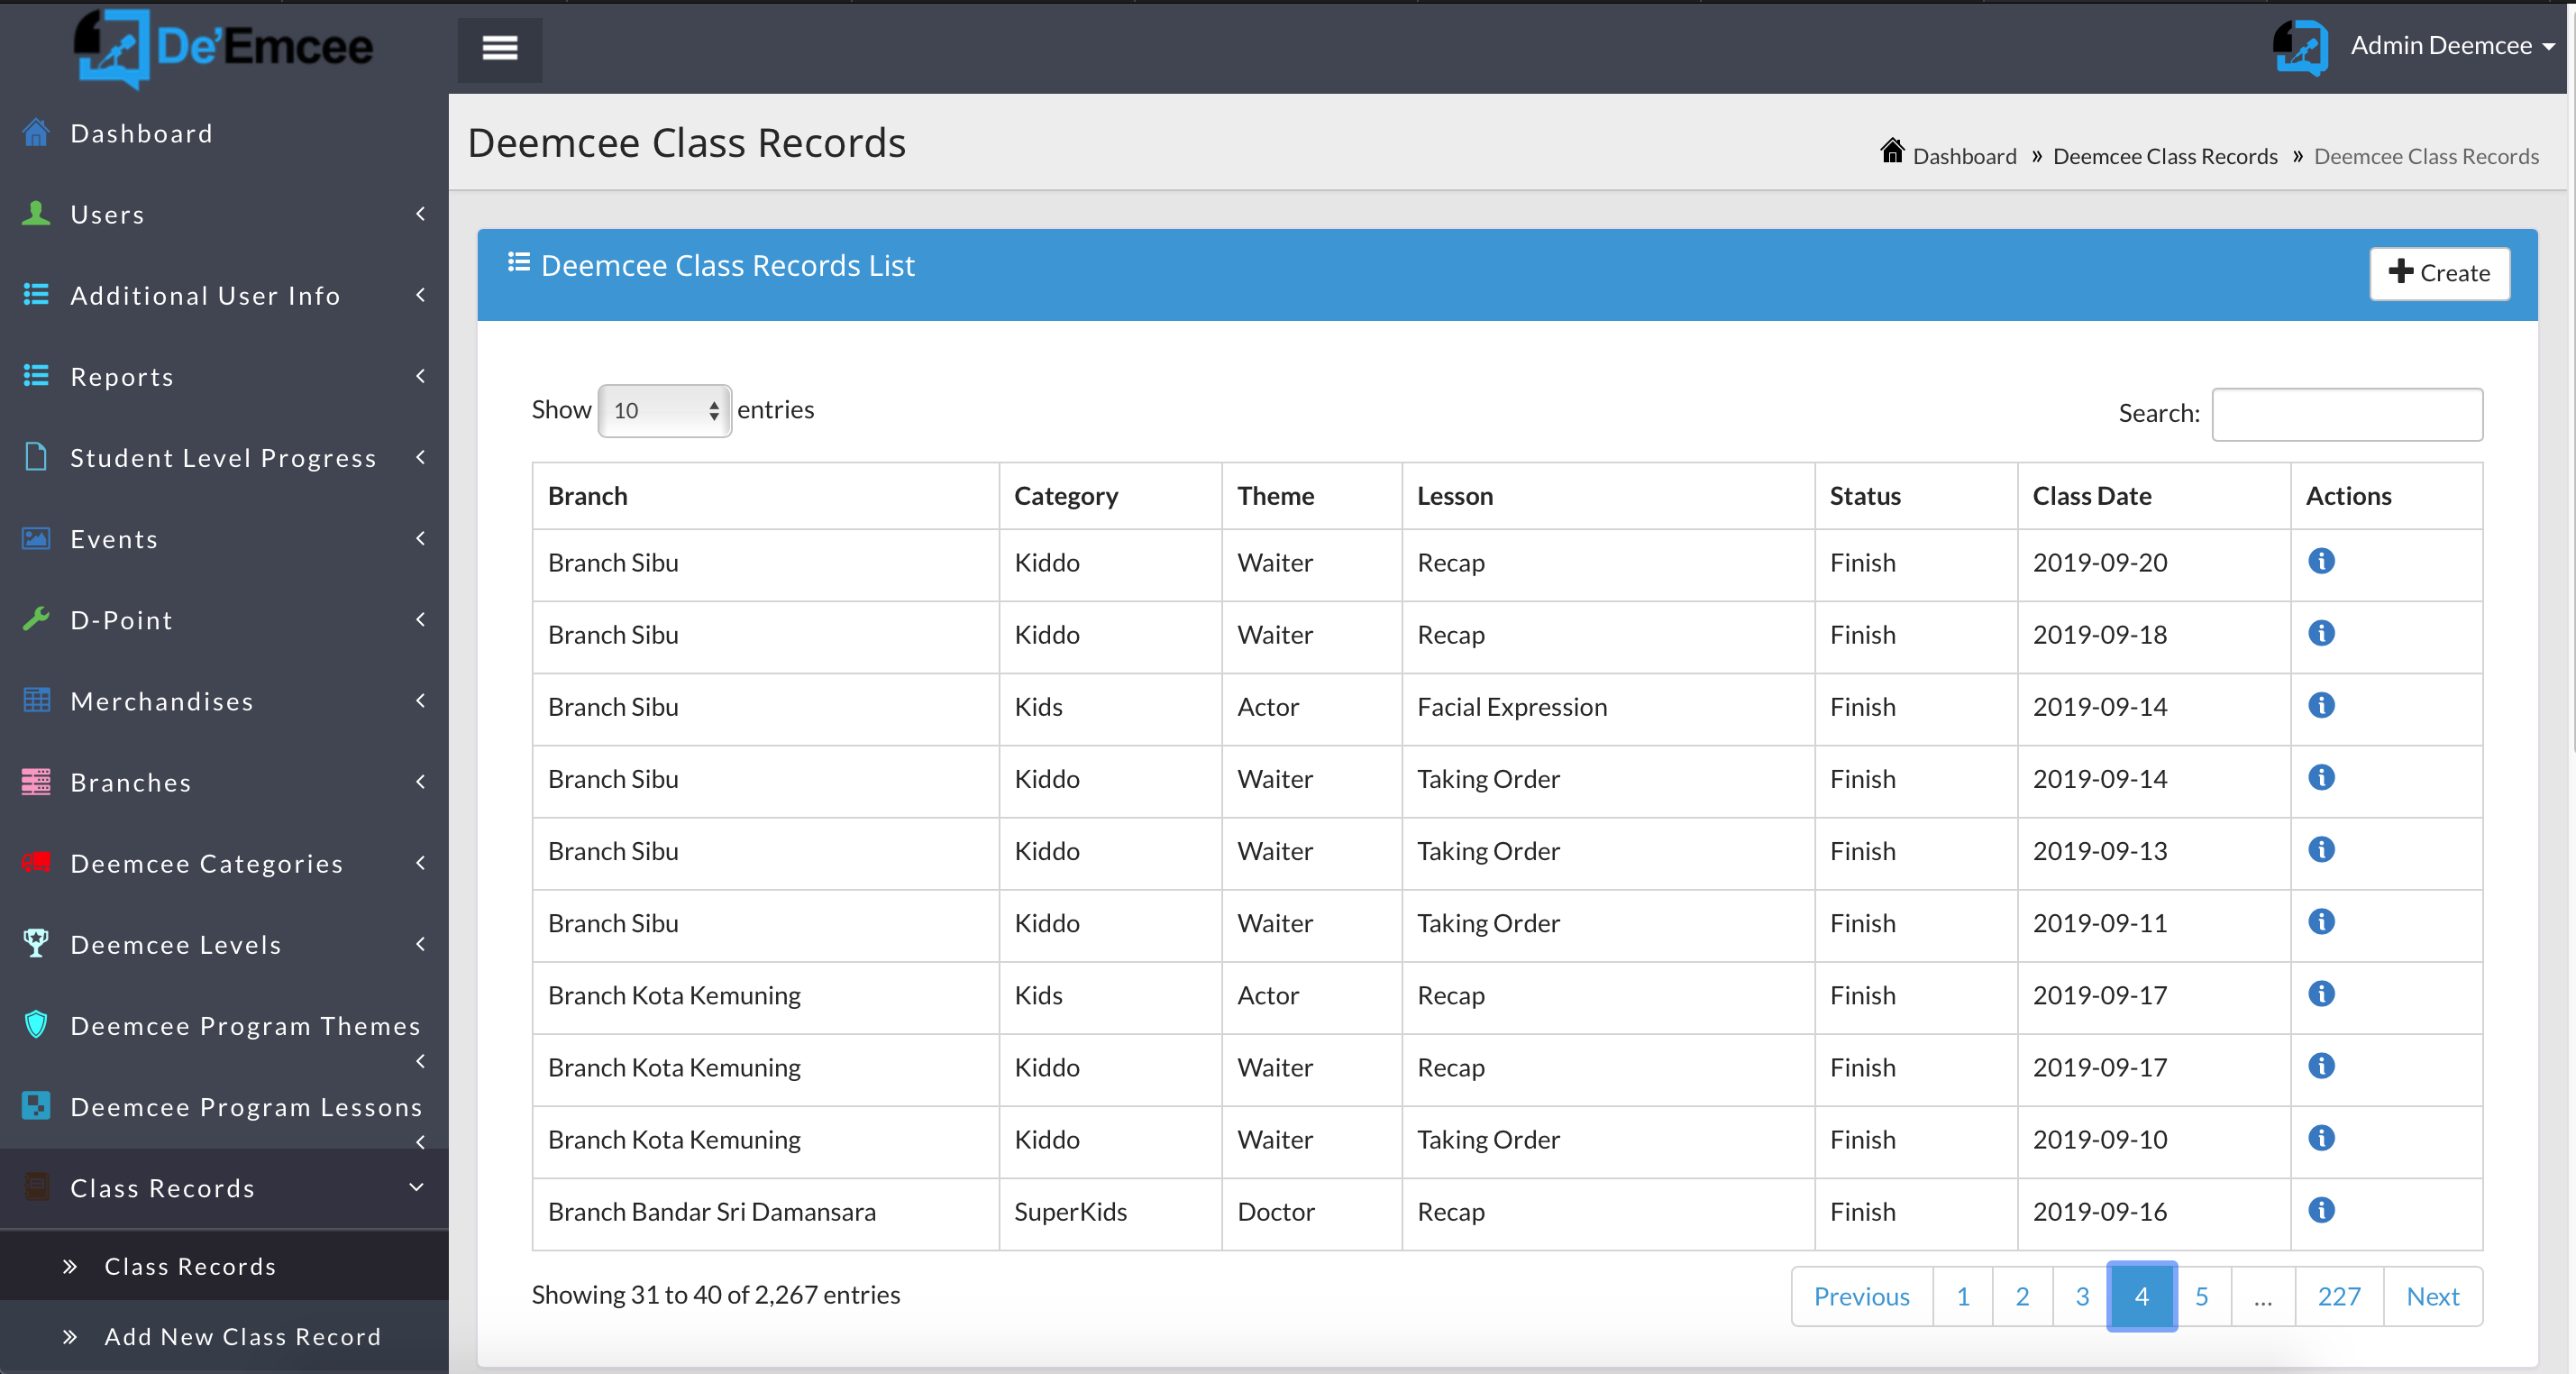 De'Emcee
Admin Deemcee
Dashboard
Users
Additional User Info
Reports
Student Level Progress
Events
D-Point
Merchandises
Branches
Deemcee Categories
Deemcee Levels
Deemcee Program Themes
Deemcee Program Lessons
Class Records
» Class Records
» Add New Class Record
Deemcee Class Records
Dashboard » Deemcee Class Records » Deemcee Class Records
Deemcee Class Records List
Create
Show 10 entries
Search:
Branch Category Theme Lesson Status Class Date Actions
Branch Sibu Kiddo Waiter Recap Finish 2019-09-20
Branch Sibu Kiddo Waiter Recap Finish 2019-09-18
Branch Sibu Kids Actor Facial Expression Finish 2019-09-14
Branch Sibu Kiddo Waiter Taking Order Finish 2019-09-14
Branch Sibu Kiddo Waiter Taking Order Finish 2019-09-13
Branch Sibu Kiddo Waiter Taking Order Finish 2019-09-11
Branch Kota Kemuning Kids Actor Recap Finish 2019-09-17
Branch Kota Kemuning Kiddo Waiter Recap Finish 2019-09-17
Branch Kota Kemuning Kiddo Waiter Taking Order Finish 2019-09-10
Branch Bandar Sri Damansara SuperKids Doctor Recap Finish 2019-09-16
Showing 31 to 40 of 2,267 entries
Previous 1 2 3 4 5 ... 227 Next